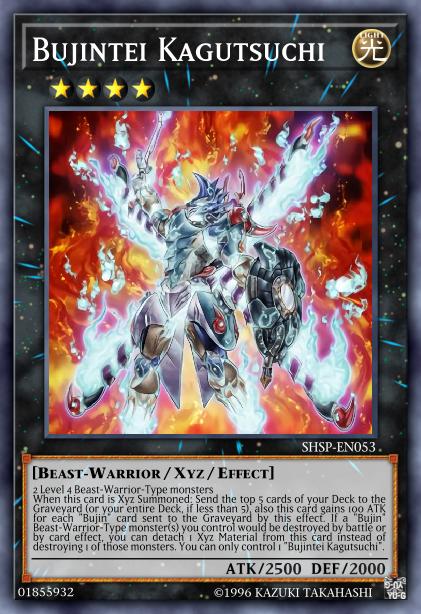 Bujintei Kagutsuchi
LIGHT
光
SHSP-EN053
[Beast-Warrior / Xyz / Effect]
2 Level 4 Beast-Warrior-Type monsters
When this card is Xyz Summoned: Send the top 5 cards of your Deck to the
Graveyard (or your entire Deck, if less than 5), also this card gains 100 ATK
for each "Bujin" card sent to the Graveyard by this effect. If a "Bujin"
Beast-Warrior-Type monster(s) you control would be destroyed by battle or
by card effect, you can detach 1 Xyz Material from this card instead of
destroying 1 of those monsters. You can only control 1 "Bujintei Kagutsuchi".
ATK/2500 DEF/2000
01855932 ©1996 KAZUKI TAKAHASHI